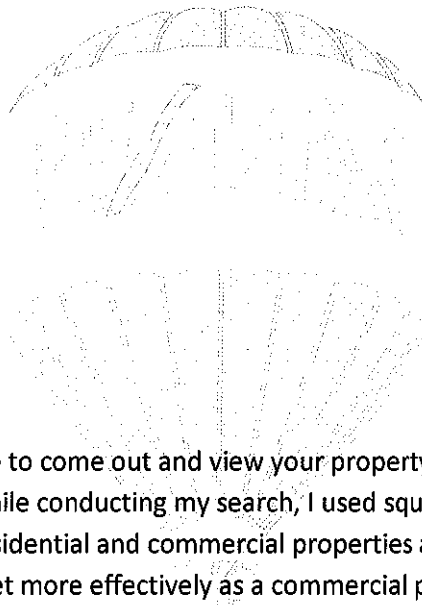 to come out and view your property
ile conducting my search, I used squ
sidential and commercial properties a
et more effectively as a commercial p